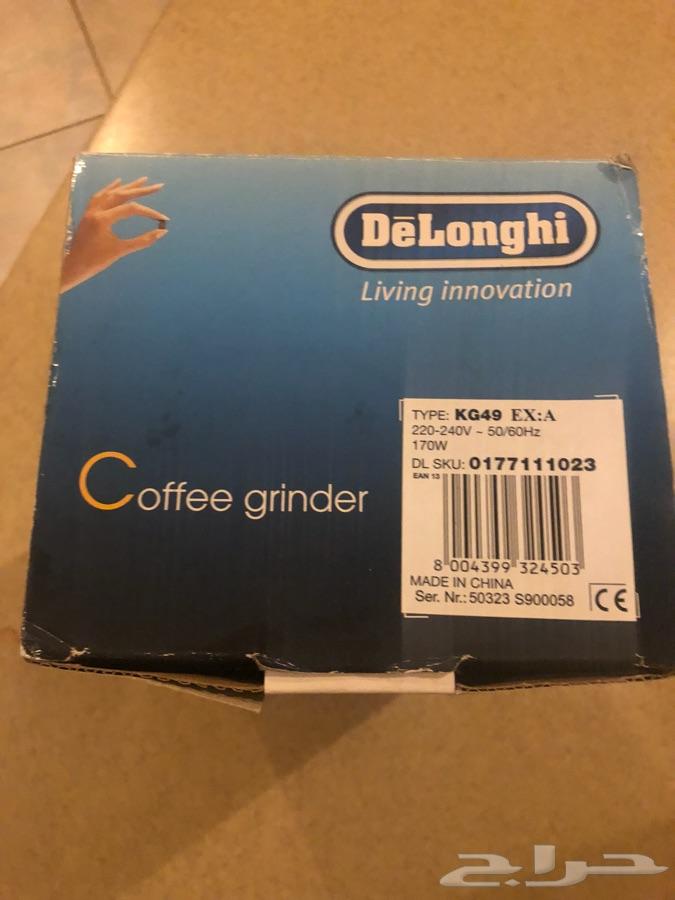 DēLonghi
Living innovation
Coffee grinder
TYPE: KG49 EX:A
220-240V ~ 50/60Hz
170W
DL SKU: 0177111023
EAN 13
8 004399 324503
MADE IN CHINA
Ser. Nr.: 50323 S900058
CE
حراج